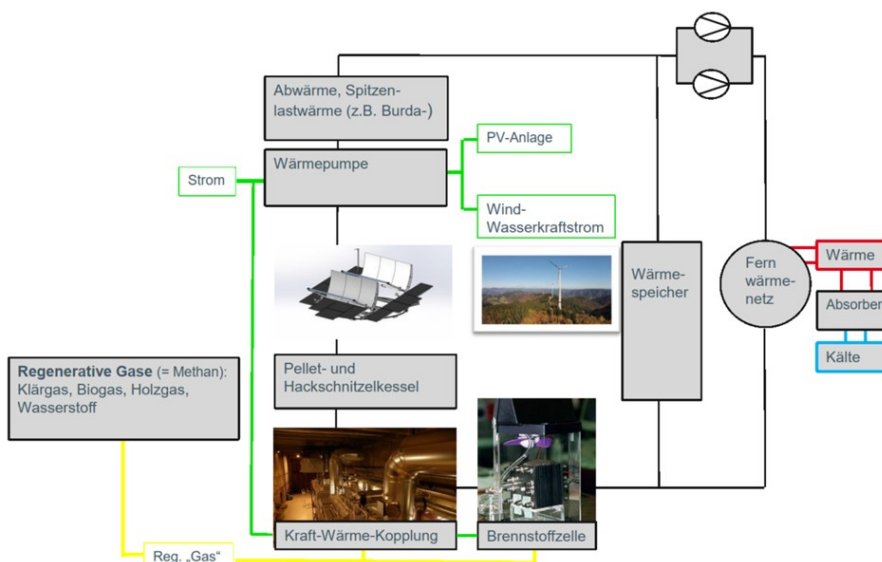 Abwärme, Spitzen-
lastwärme (z.B. Burda-)
Wärmepumpe
PV-Anlage
Strom
Wind-
Wasserkraftstrom
Wärme-
speicher
Fern
wärme-
netz
Wärme
Absorber
Kälte
Pellet- und
Hackschnitzelkessel
Regenerative Gase (= Methan):
Klärgas, Biogas, Holzgas,
Wasserstoff
Kraft-Wärme-Kopplung
Brennstoffzelle
Reg. „Gas“